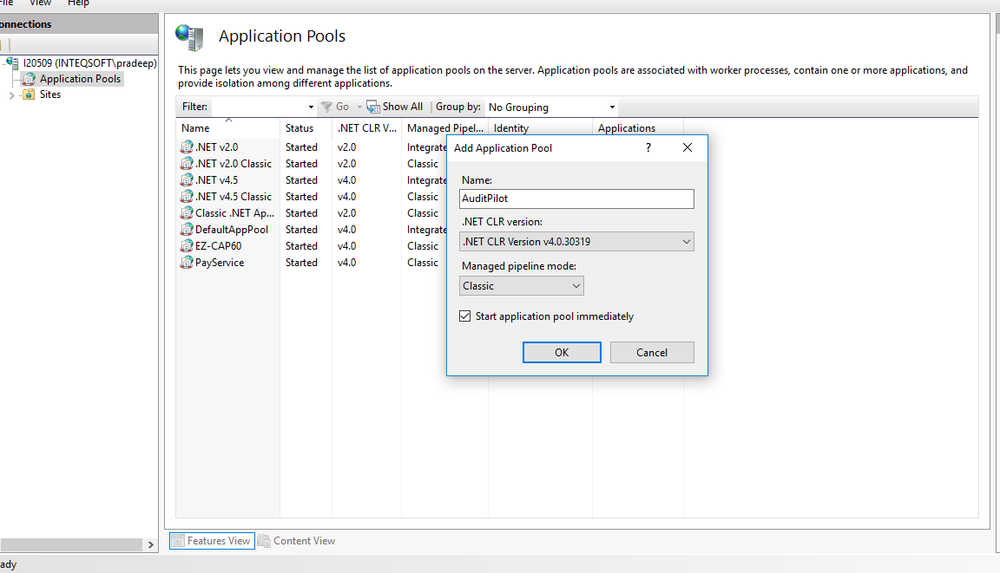 File View Help
onnections
Application Pools
I20509 (INTEQSOFT\pradeep)
Application Pools
Sites
This page lets you view and manage the list of application pools on the server. Application pools are associated with worker processes, contain one or more applications, and
provide isolation among different applications.
Filter: Go Show All Group by: No Grouping
Name Status .NET CLR V... Managed Pipel... Identity Applications
.NET v2.0 Started v2.0 Integrate
.NET v2.0 Classic Started v2.0 Classic
.NET v4.5 Started v4.0 Integrate
.NET v4.5 Classic Started v4.0 Classic
Classic .NET Ap... Started v2.0 Classic
DefaultAppPool Started v4.0 Integrate
EZ-CAP60 Started v4.0 Classic
PayService Started v4.0 Classic
Add Application Pool ?
Name:
AuditPilot
.NET CLR version:
.NET CLR Version v4.0.30319
Managed pipeline mode:
Classic
Start application pool immediately
OK Cancel
Features View Content View
ady